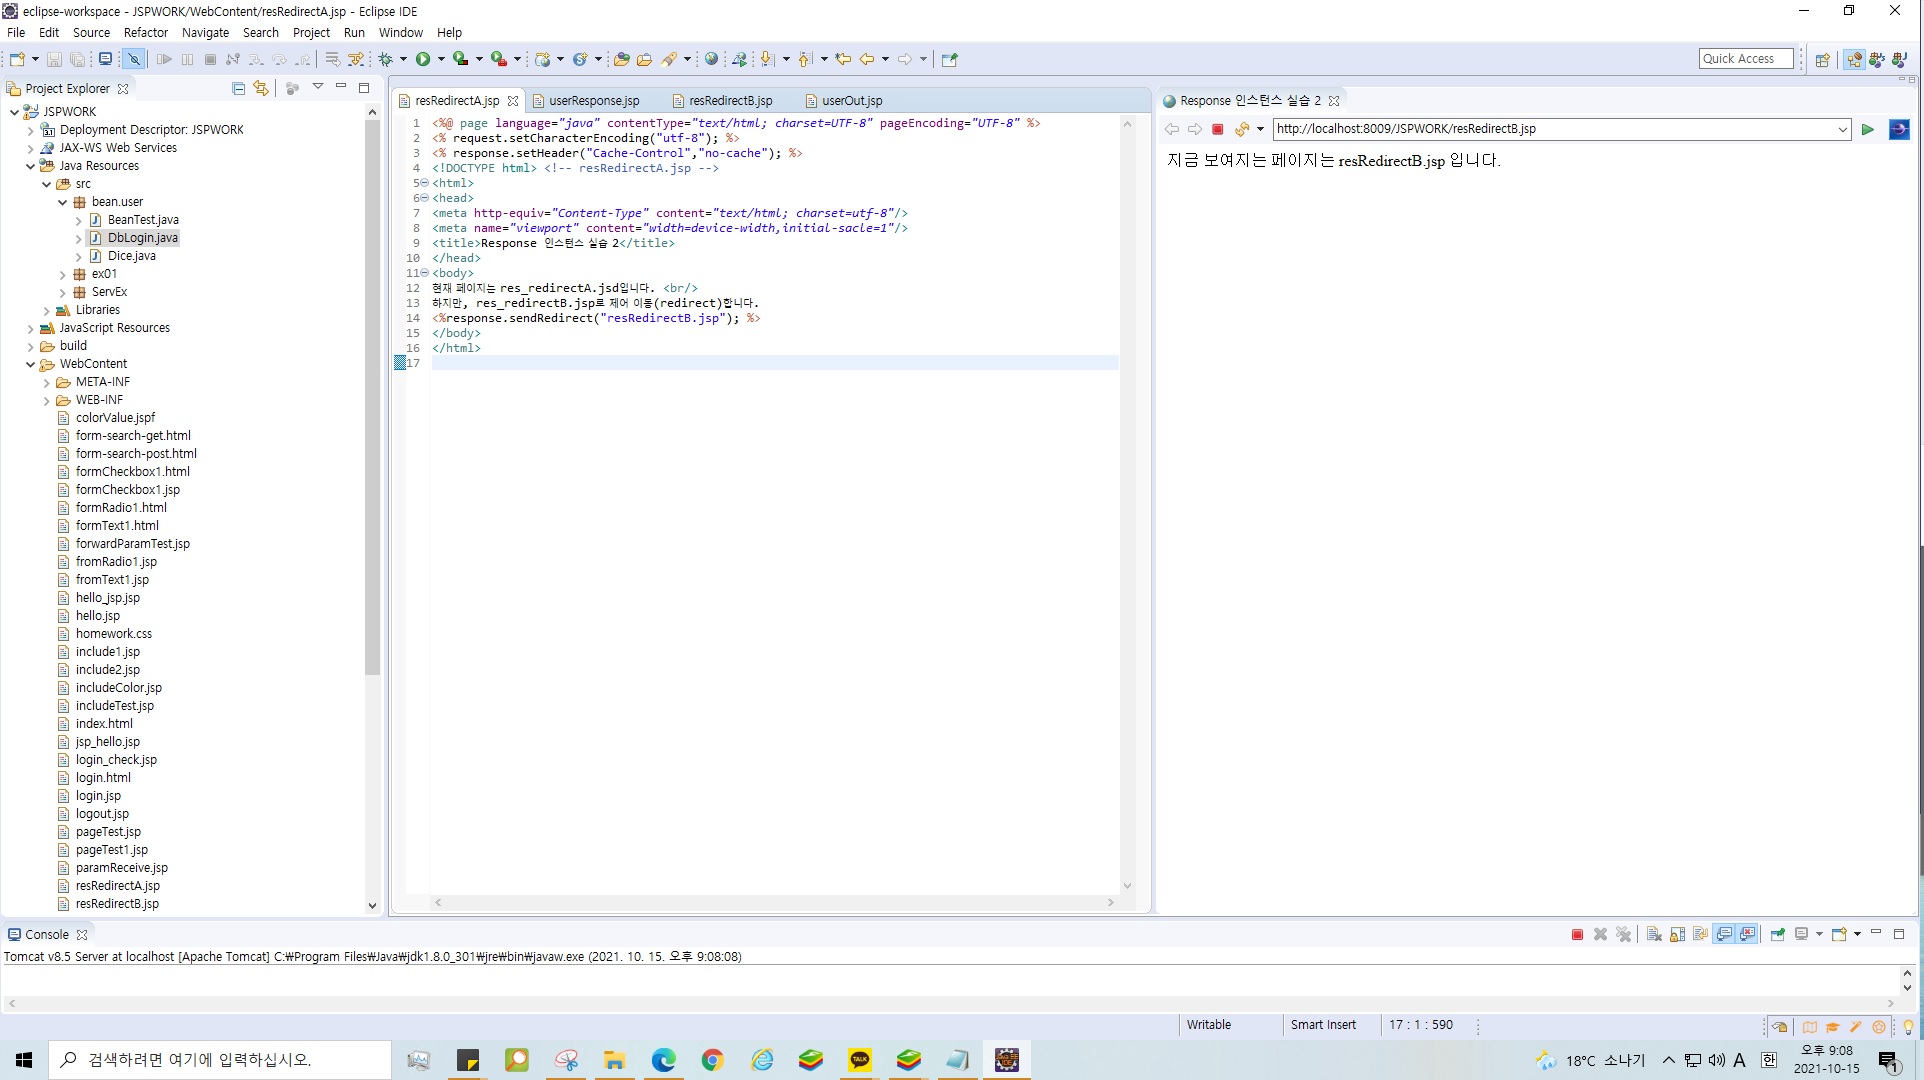 eclipse-workspace - JSPWORK/WebContent/resRedirectA.jsp - Eclipse IDE
File Edit Source Refactor Navigate Search Project Run Window Help
Quick Access
Project Explorer
JSPWORK
Deployment Descriptor: JSPWORK
JAX-WS Web Services
Java Resources
src
bean.user
BeanTest.java
DbLogin.java
Dice.java
ex01
ServEx
Libraries
JavaScript Resources
build
WebContent
META-INF
WEB-INF
colorValue.jspf
form-search-get.html
form-search-post.html
formCheckbox1.html
formCheckbox1.jsp
formRadio1.html
formText1.html
forwardParamTest.jsp
fromRadio1.jsp
fromText1.jsp
hello_jsp.jsp
hello.jsp
homework.css
include1.jsp
include2.jsp
includeColor.jsp
includeTest.jsp
index.html
jsp_hello.jsp
login_check.jsp
login.html
login.jsp
logout.jsp
pageTest.jsp
pageTest1.jsp
paramReceive.jsp
resRedirectA.jsp
resRedirectB.jsp
resRedirectA.jsp userResponse.jsp resRedirectB.jsp userOut.jsp
1 <%@ page language="java" contentType="text/html; charset=UTF-8" pageEncoding="UTF-8" %>
2 <% request.setCharacterEncoding("utf-8"); %>
3 <% response.setHeader("Cache-Control","no-cache"); %>
4 <!DOCTYPE html> <!-- resRedirectA.jsp -->
5 <html>
6 <head>
7 <meta http-equiv="Content-Type" content="text/html; charset=utf-8"/>
8 <meta name="viewport" content="width=device-width,initial-sacle=1"/>
9 <title>Response 인스턴스 실습 2</title>
10 </head>
11 <body>
12 현재 페이지는 res_redirectA.jsd입니다. <br/>
13 하지만, res_redirectB.jsp로 제어 이동(redirect)합니다.
14 <%response.sendRedirect("resRedirectB.jsp"); %>
15 </body>
16 </html>
17
Response 인스턴스 실습 2
http://localhost:8009/JSPWORK/resRedirectB.jsp
지금 보여지는 페이지는 resRedirectB.jsp 입니다.
Console
Tomcat v8.5 Server at localhost [Apache Tomcat] C:₩Program Files₩Java₩jdk1.8.0_301₩jre₩bin₩javaw.exe (2021. 10. 15. 오후 9:08:08)
Writable Smart Insert 17 : 1 : 590
검색하려면 여기에 입력하십시오.
TALK
18°C 소나기 A 한
오후 9:08
2021-10-15
1